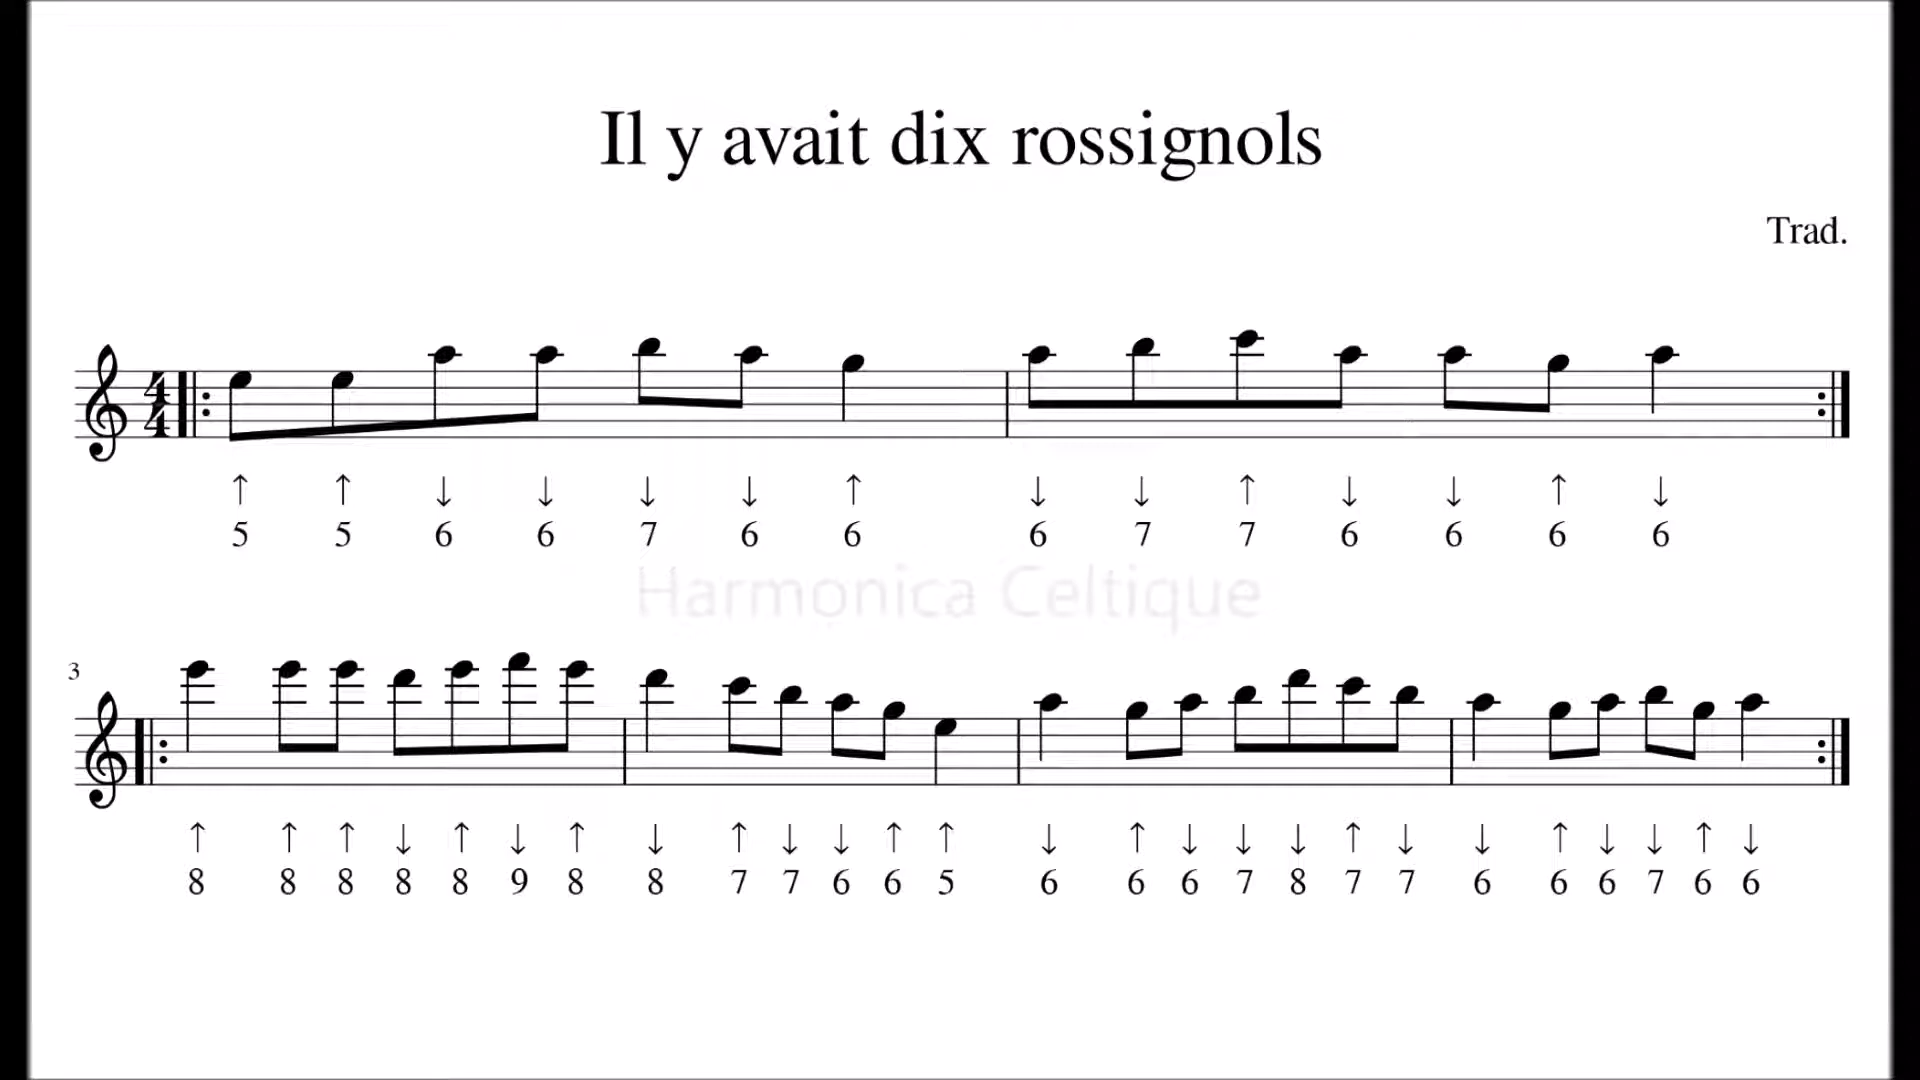 Il y avait dix rossignols
Trad.
4
4
↑ ↑ ↓ ↓ ↓ ↓ ↑ ↓ ↓ ↑ ↓ ↓ ↑ ↓
5 5 6 6 7 6 6 6 7 7 6 6 6 6
Harmonica Celtique
3
↑ ↑ ↑ ↓ ↑ ↓ ↑ ↓ ↑ ↓ ↓ ↑ ↑ ↓ ↑ ↓ ↓ ↓ ↑ ↓ ↓ ↑ ↓ ↓ ↑ ↓
8 8 8 8 8 9 8 8 7 7 6 6 5 6 6 6 7 8 7 7 6 6 6 7 6 6